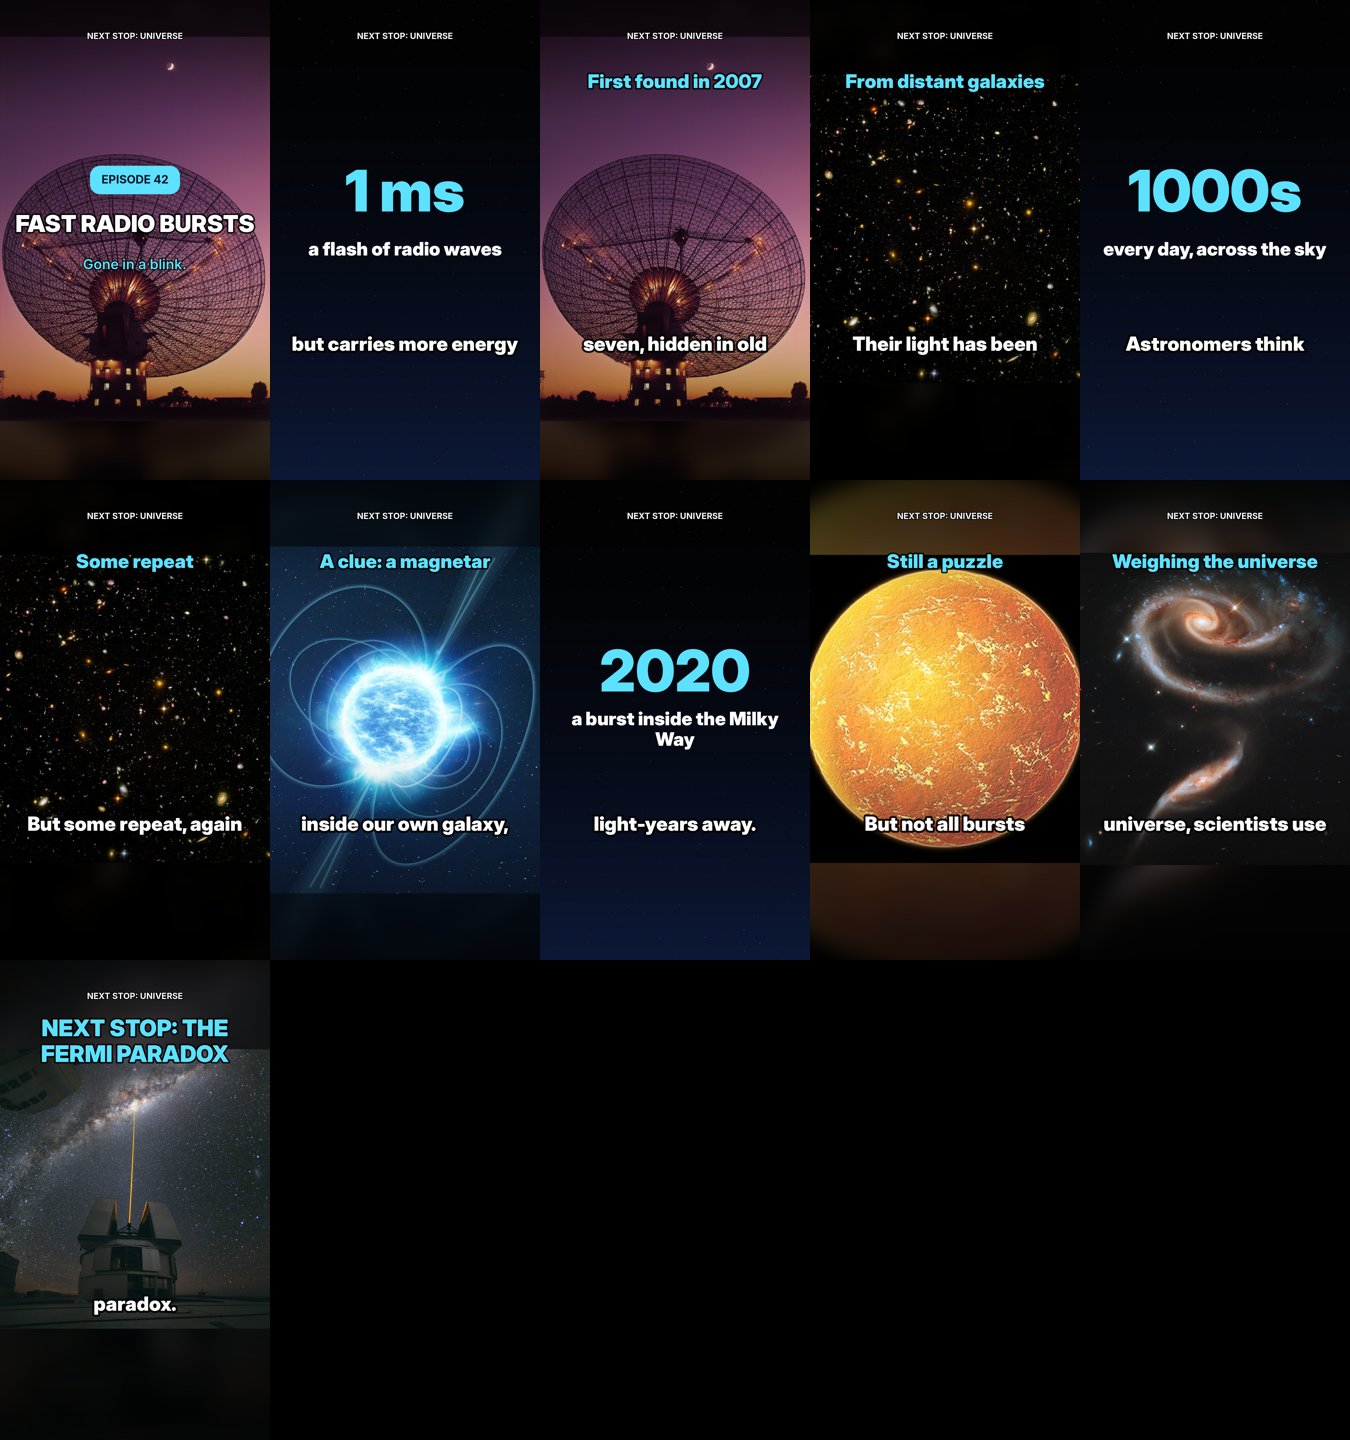 NEXT STOP: UNIVERSE
EPISODE 42
FAST RADIO BURSTS
Gone in a blink.
NEXT STOP: UNIVERSE
1 ms
a flash of radio waves
but carries more energy
NEXT STOP: UNIVERSE
First found in 2007
seven, hidden in old
NEXT STOP: UNIVERSE
From distant galaxies
Their light has been
NEXT STOP: UNIVERSE
1000s
every day, across the sky
Astronomers think
NEXT STOP: UNIVERSE
Some repeat
But some repeat, again
NEXT STOP: UNIVERSE
A clue: a magnetar
inside our own galaxy,
NEXT STOP: UNIVERSE
2020
a burst inside the Milky
Way
light-years away.
NEXT STOP: UNIVERSE
Still a puzzle
But not all bursts
NEXT STOP: UNIVERSE
Weighing the universe
universe, scientists use
NEXT STOP: UNIVERSE
NEXT STOP: THE
FERMI PARADOX
paradox.